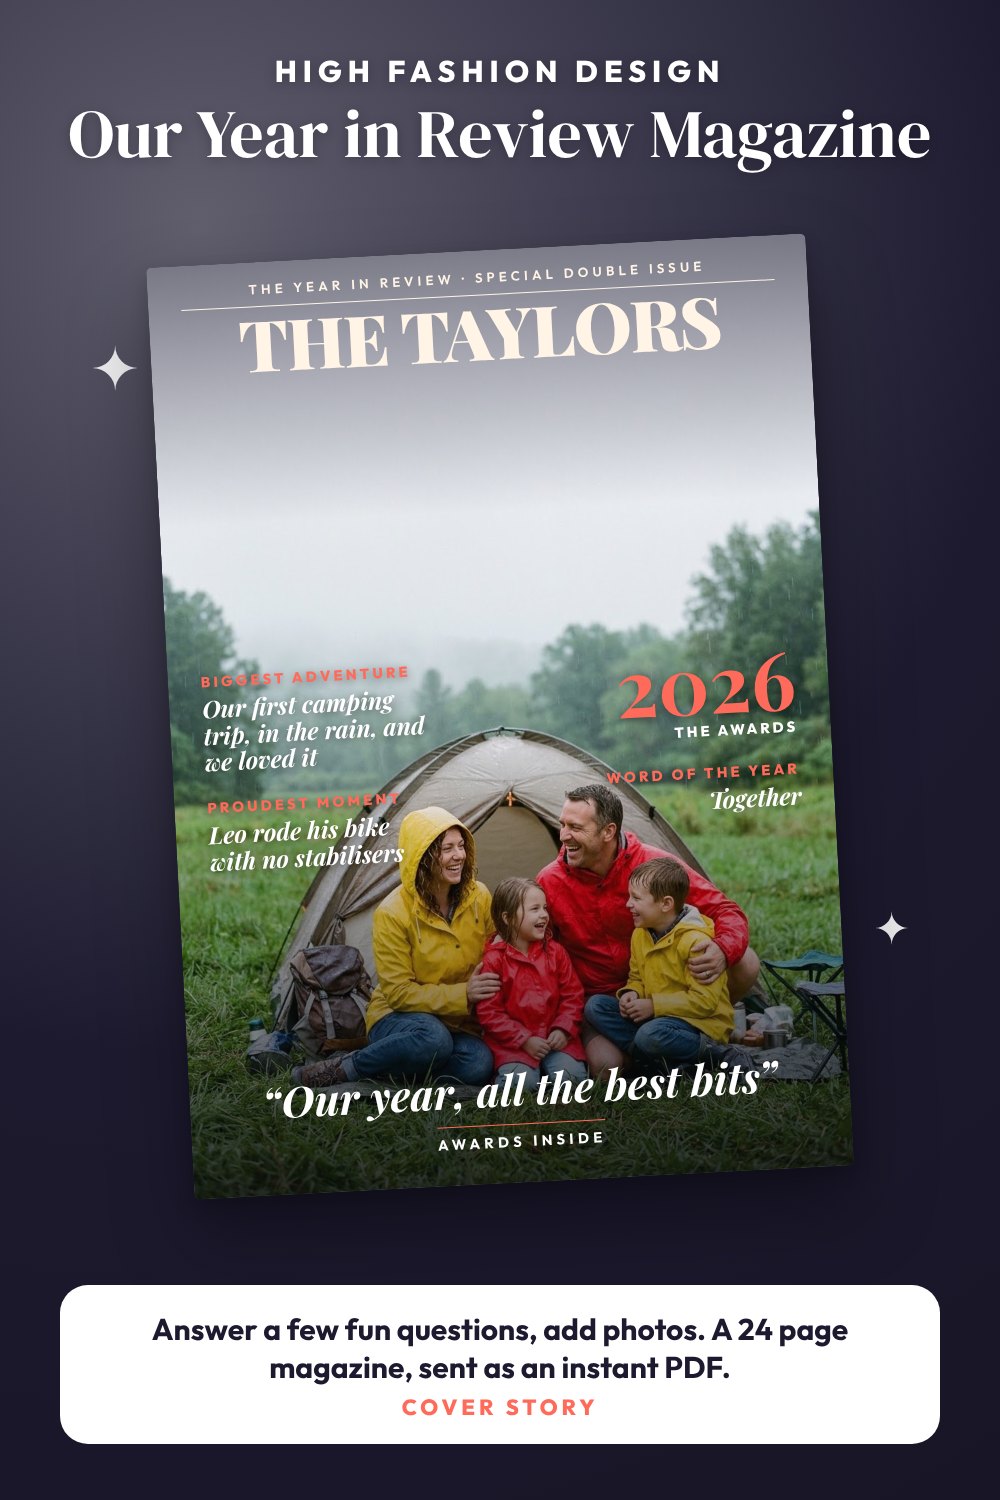 HIGH FASHION DESIGN
Our Year in Review Magazine
THE YEAR IN REVIEW · SPECIAL DOUBLE ISSUE
THE TAYLORS
BIGGEST ADVENTURE
Our first camping
trip, in the rain, and
we loved it
PROUDEST MOMENT
Leo rode his bike
with no stabilisers
2026
THE AWARDS
WORD OF THE YEAR
Together
“Our year, all the best bits”
AWARDS INSIDE
Answer a few fun questions, add photos. A 24 page
magazine, sent as an instant PDF.
COVER STORY